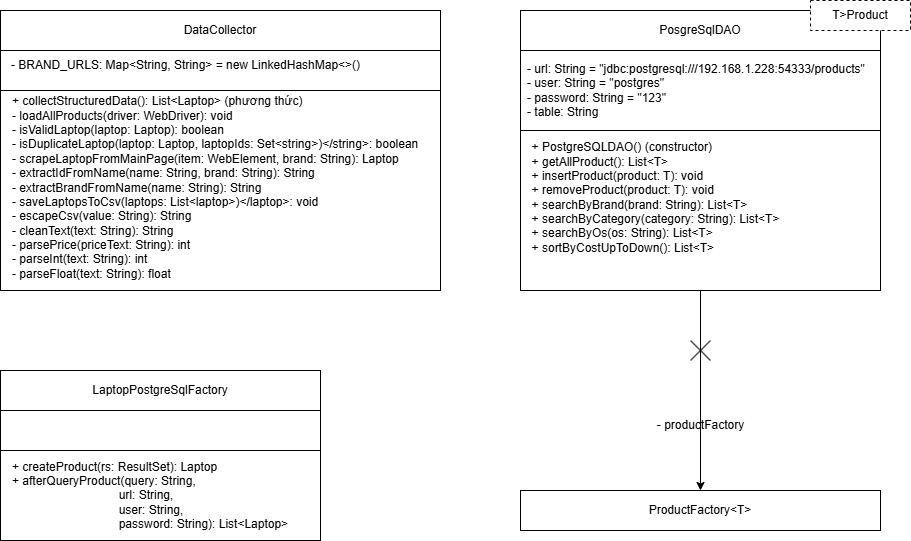 DataCollector
- BRAND_URLS: Map<String, String> = new LinkedHashMap<>()
+ collectStructuredData(): List<Laptop> (phương thức)
- loadAllProducts(driver: WebDriver): void
- isValidLaptop(laptop: Laptop): boolean
- isDuplicateLaptop(laptop: Laptop, laptopIds: Set<string>)</string>: boolean
- scrapeLaptopFromMainPage(item: WebElement, brand: String): Laptop
- extractIdFromName(name: String, brand: String): String
- extractBrandFromName(name: String): String
- saveLaptopsToCsv(laptops: List<laptop>)</laptop>: void
- escapeCsv(value: String): String
- cleanText(text: String): String
- parsePrice(priceText: String): int
- parseInt(text: String): int
- parseFloat(text: String): float
T>Product
PosgreSqlDAO
- url: String = "jdbc:postgresql:///192.168.1.228:54333/products"
- user: String = "postgres"
- password: String = "123"
- table: String
+ PostgreSQLDAO() (constructor)
+ getAllProduct(): List<T>
+ insertProduct(product: T): void
+ removeProduct(product: T): void
+ searchByBrand(brand: String): List<T>
+ searchByCategory(category: String): List<T>
+ searchByOs(os: String): List<T>
+ sortByCostUpToDown(): List<T>
- productFactory
ProductFactory<T>
LaptopPostgreSqlFactory
+ createProduct(rs: ResultSet): Laptop
+ afterQueryProduct(query: String,
url: String,
user: String,
password: String): List<Laptop>